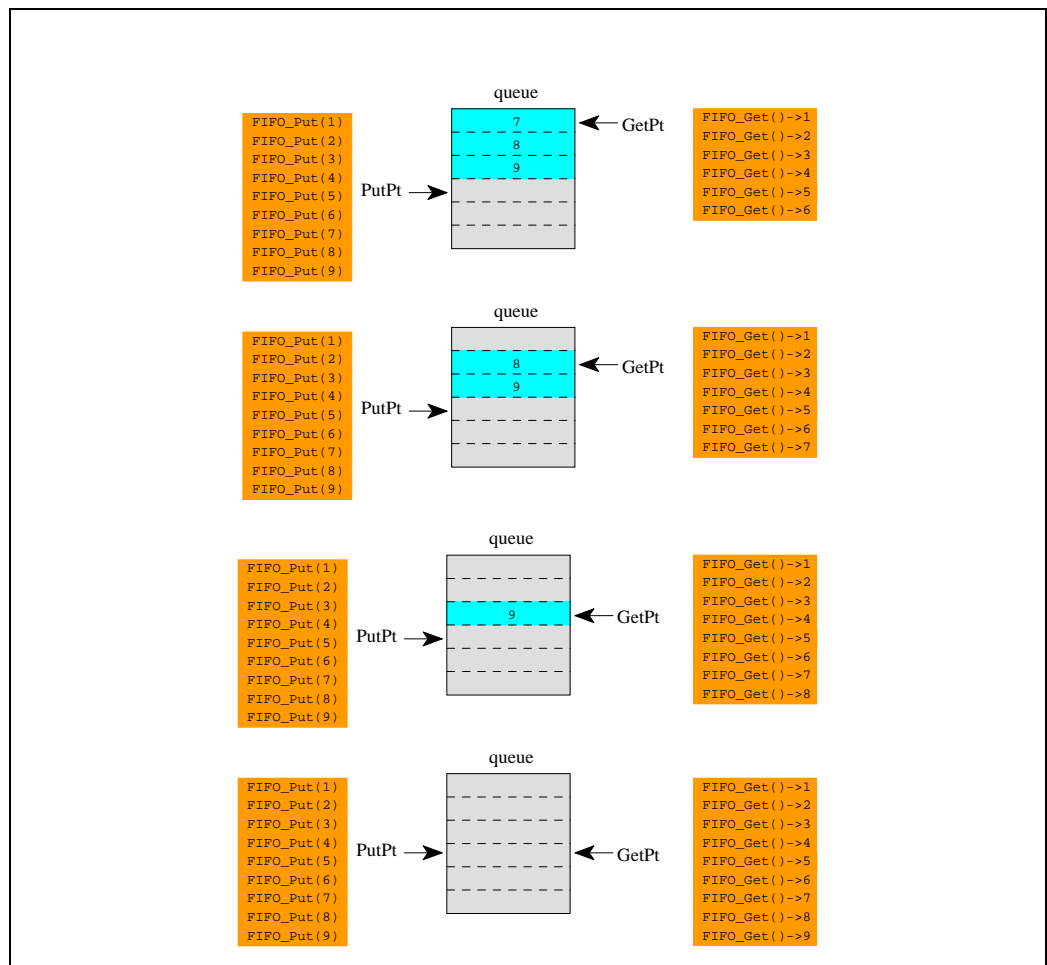 queue
FIFO_Put(1)
FIFO_Put(2)
FIFO_Put(3)
FIFO_Put(4)
FIFO_Put(5)
FIFO_Put(6)
FIFO_Put(7)
FIFO_Put(8)
FIFO_Put(9)
PutPt
7
8
9
GetPt
FIFO_Get()->1
FIFO_Get()->2
FIFO_Get()->3
FIFO_Get()->4
FIFO_Get()->5
FIFO_Get()->6
queue
FIFO_Put(1)
FIFO_Put(2)
FIFO_Put(3)
FIFO_Put(4)
FIFO_Put(5)
FIFO_Put(6)
FIFO_Put(7)
FIFO_Put(8)
FIFO_Put(9)
PutPt
8
9
GetPt
FIFO_Get()->1
FIFO_Get()->2
FIFO_Get()->3
FIFO_Get()->4
FIFO_Get()->5
FIFO_Get()->6
FIFO_Get()->7
queue
FIFO_Put(1)
FIFO_Put(2)
FIFO_Put(3)
FIFO_Put(4)
FIFO_Put(5)
FIFO_Put(6)
FIFO_Put(7)
FIFO_Put(8)
FIFO_Put(9)
PutPt
9
GetPt
FIFO_Get()->1
FIFO_Get()->2
FIFO_Get()->3
FIFO_Get()->4
FIFO_Get()->5
FIFO_Get()->6
FIFO_Get()->7
FIFO_Get()->8
queue
FIFO_Put(1)
FIFO_Put(2)
FIFO_Put(3)
FIFO_Put(4)
FIFO_Put(5)
FIFO_Put(6)
FIFO_Put(7)
FIFO_Put(8)
FIFO_Put(9)
PutPt
GetPt
FIFO_Get()->1
FIFO_Get()->2
FIFO_Get()->3
FIFO_Get()->4
FIFO_Get()->5
FIFO_Get()->6
FIFO_Get()->7
FIFO_Get()->8
FIFO_Get()->9